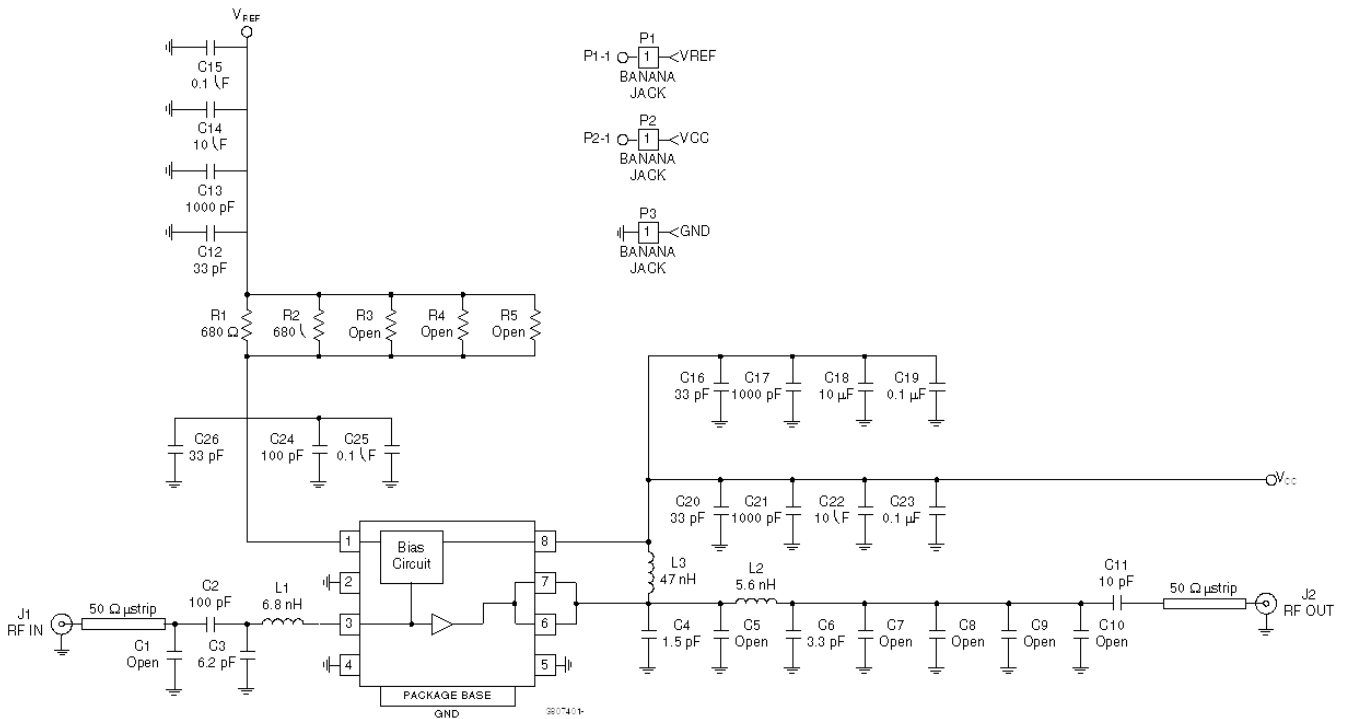 VREF
C15
0.1 \F
C14
10 \F
C13
1000 pF
C12
33 pF
P1
P1-1 1 VREF
BANANA
JACK
P2
P2-1 1 VCC
BANANA
JACK
P3
1 GND
BANANA
JACK
R1
680 Ω
R2
680 \
R3
Open
R4
Open
R5
Open
C26
33 pF
C24
100 pF
C25
0.1 \F
C16
33 pF
C17
1000 pF
C18
10 µF
C19
0.1 µF
VCC
C20
33 pF
C21
1000 pF
C22
10 \F
C23
0.1 µF
1
Bias
Circuit
8
2
7
3
6
4
5
PACKAGE BASE
GND
J1
RF IN
50 Ω µstrip
C1
Open
C2
100 pF
C3
6.2 pF
L1
6.8 nH
L3
47 nH
L2
5.6 nH
C4
1.5 pF
C5
Open
C6
3.3 pF
C7
Open
C8
Open
C9
Open
C10
Open
C11
10 pF
50 Ω µstrip
J2
RF OUT